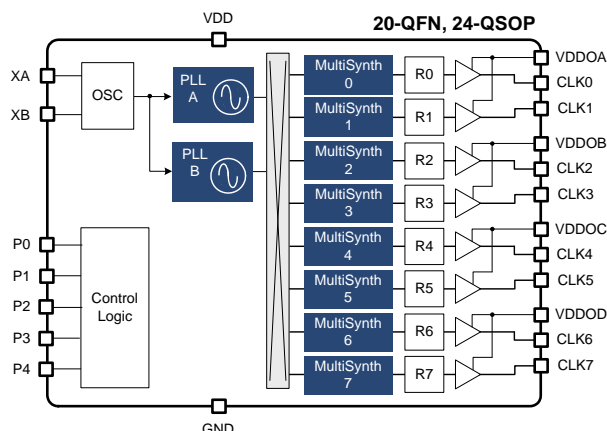 20-QFN, 24-QSOP
VDD
XA
XB
OSC
PLL
A
PLL
B
MultiSynth
0
MultiSynth
1
MultiSynth
2
MultiSynth
3
MultiSynth
4
MultiSynth
5
MultiSynth
6
MultiSynth
7
R0
R1
R2
R3
R4
R5
R6
R7
VDDOA
CLK0
CLK1
VDDOB
CLK2
CLK3
VDDOC
CLK4
CLK5
VDDOD
CLK6
CLK7
P0
P1
P2
P3
P4
Control
Logic
GND